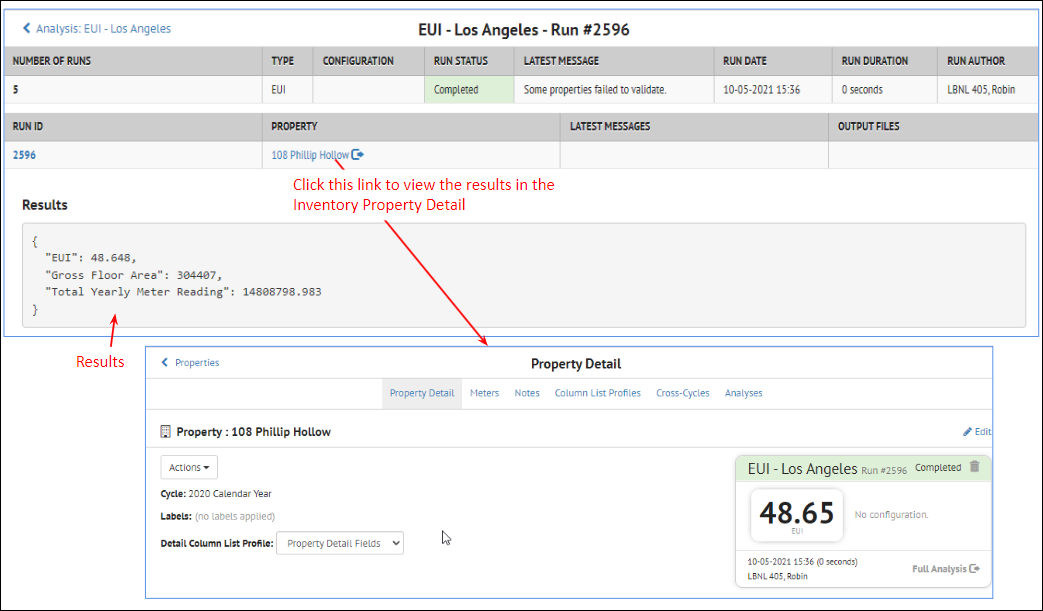 Analysis: EUI - Los Angeles
EUI - Los Angeles - Run #2596
NUMBER OF RUNS TYPE CONFIGURATION RUN STATUS LATEST MESSAGE RUN DATE RUN DURATION RUN AUTHOR
5 EUI Completed Some properties failed to validate. 10-05-2021 15:36 0 seconds LBNL 405, Robin
RUN ID PROPERTY LATEST MESSAGES OUTPUT FILES
2596 108 Phillip Hollow
Click this link to view the results in the
Inventory Property Detail
Results
{
"EUI": 48.648,
"Gross Floor Area": 304407,
"Total Yearly Meter Reading": 14808798.983
}
Results
Properties
Property Detail
Property Detail Meters Notes Column List Profiles Cross-Cycles Analyses
Property : 108 Phillip Hollow
Edit
Actions
Cycle: 2020 Calendar Year
Labels: (no labels applied)
Detail Column List Profile: Property Detail Fields
EUI - Los Angeles Run #2596 Completed
48.65
EUI
No configuration.
10-05-2021 15:36 (0 seconds)
LBNL 405, Robin
Full Analysis